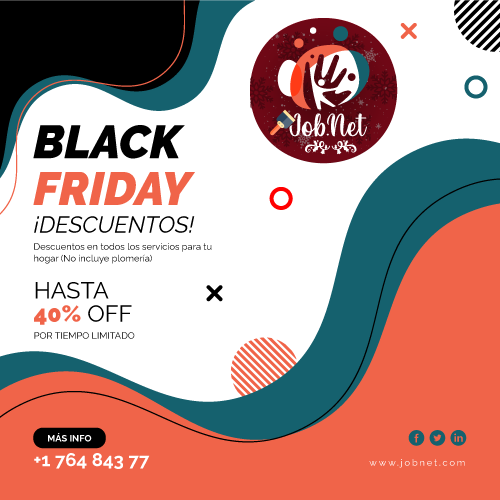 Job.Net
BLACK
FRIDAY
¡DESCUENTOS!
Descuentos en todos los servicios para tu
hogar (No incluye plomería)
HASTA
40% OFF
POR TIEMPO LIMITADO
MÁS INFO
+1 764 843 77
www.jobnet.com